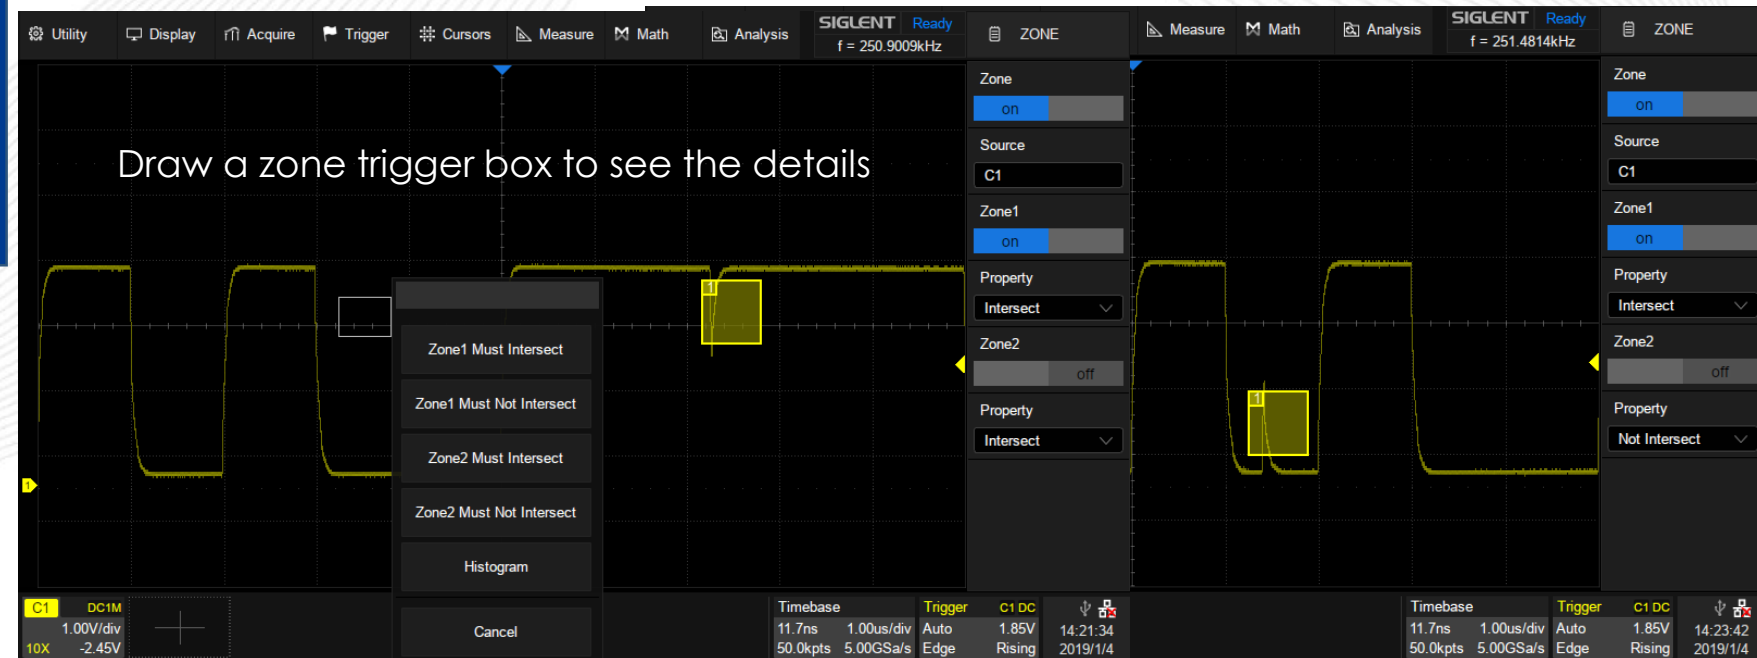 Utility Display Acquire Trigger Cursors Measure Math Analysis
SIGLENT Ready
f = 250.9009kHz
ZONE
Draw a zone trigger box to see the details
1
Zone1 Must Intersect
Zone1 Must Not Intersect
Zone2 Must Intersect
Zone2 Must Not Intersect
Histogram
Cancel
1
Zone
on
Source
C1
Zone1
on
Property
Intersect
Zone2
off
Property
Intersect
C1 DC1M
1.00V/div
10X -2.45V
Timebase
11.7ns 1.00us/div
50.0kpts 5.00GSa/s
Trigger C1 DC
Auto 1.85V
Edge Rising
14:21:34
2019/1/4
Measure Math Analysis
SIGLENT Ready
f = 251.4814kHz
ZONE
1
Zone
on
Source
C1
Zone1
on
Property
Intersect
Zone2
off
Property
Not Intersect
Timebase
11.7ns 1.00us/div
50.0kpts 5.00GSa/s
Trigger C1 DC
Auto 1.85V
Edge Rising
14:23:42
2019/1/4